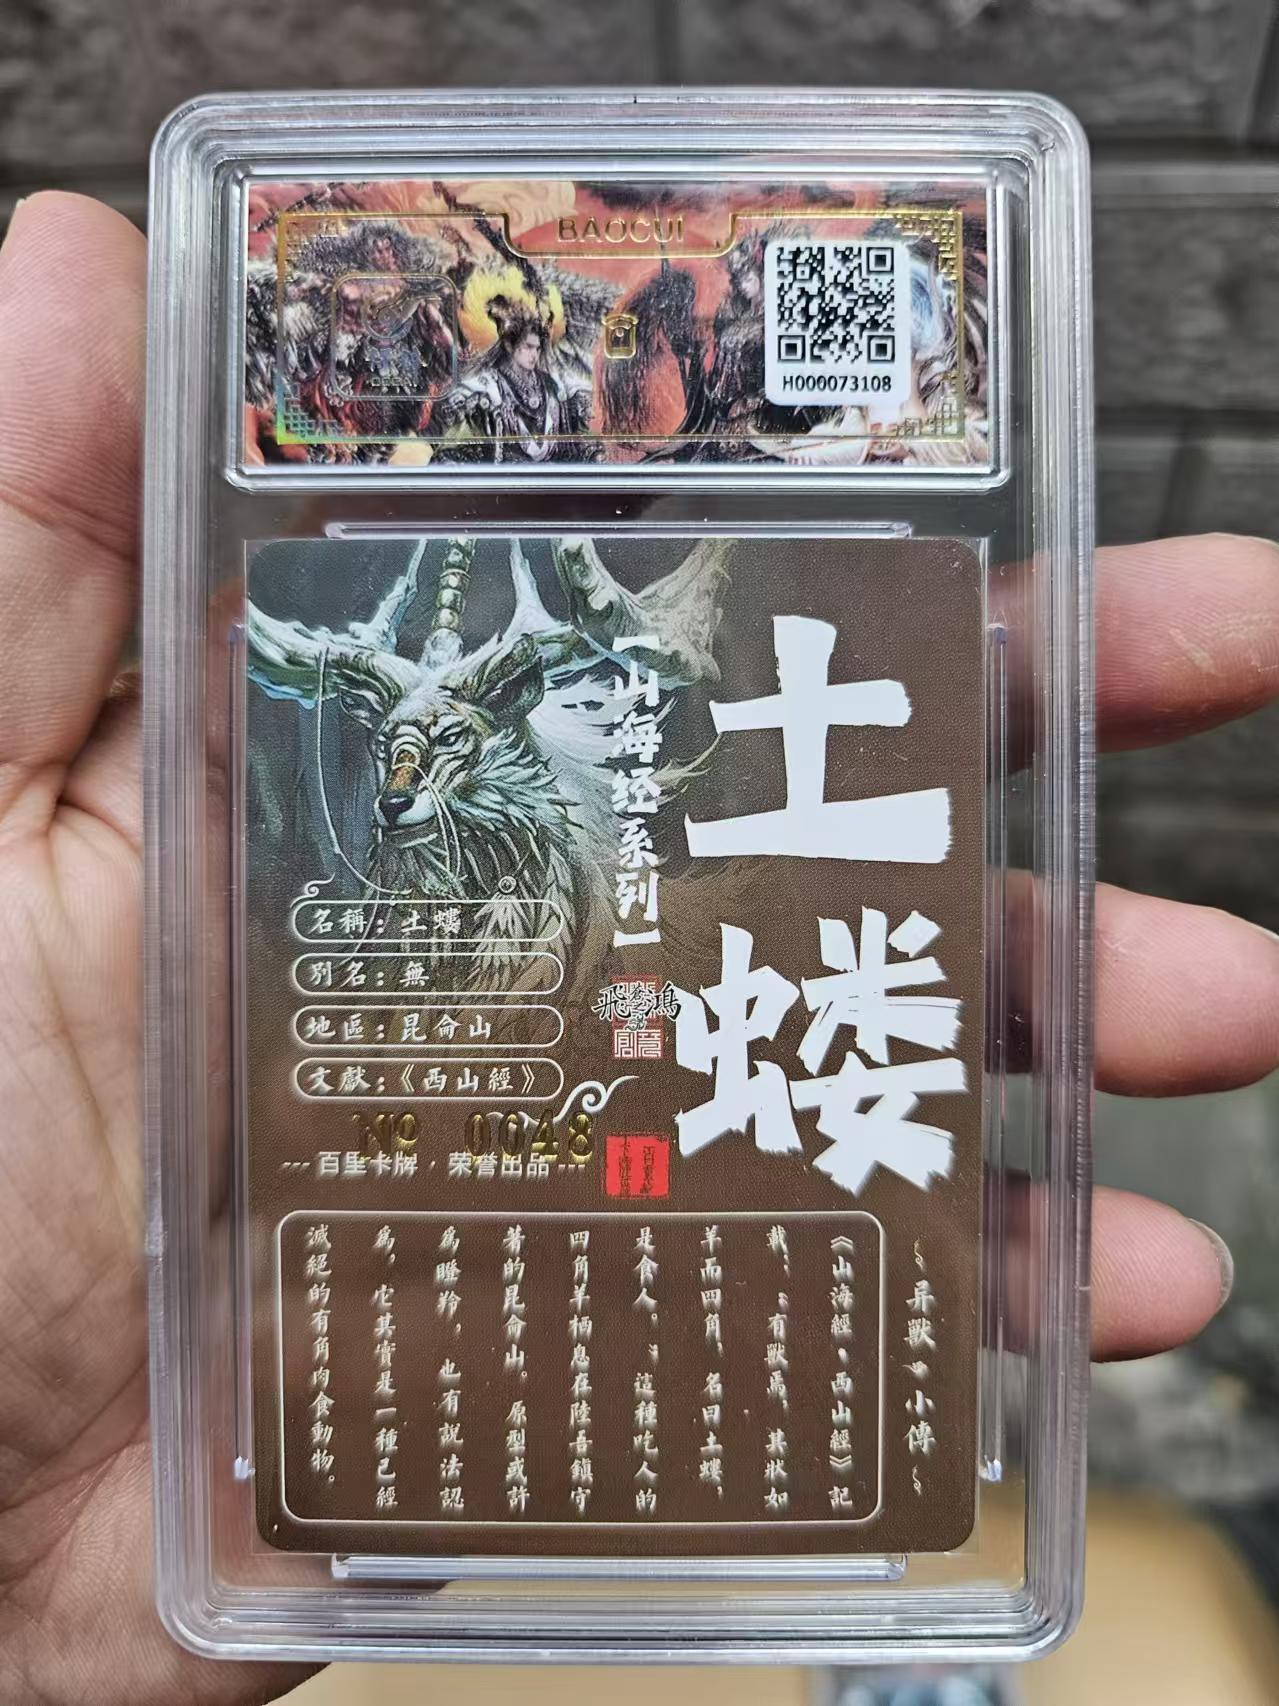 BAOCUI
H000073108
土
蝼
【山海经系列】
飛鴻
名稱：土螻
別名：無
地區：昆侖山
文獻：《西山經》
№ 0048
--- 百里卡牌 · 荣誉出品 ---
异獸 小傳
《山海經·西山經》記
載：：有獸焉，其狀如
羊而四角，名曰土螻，
是食人。：這種吃人的
四角羊栖息在陸吾鎮守
著的昆侖山。原型或許
爲瞪羚，也有説法認
爲，它其實是一種已經
滅絕的有角肉食動物。